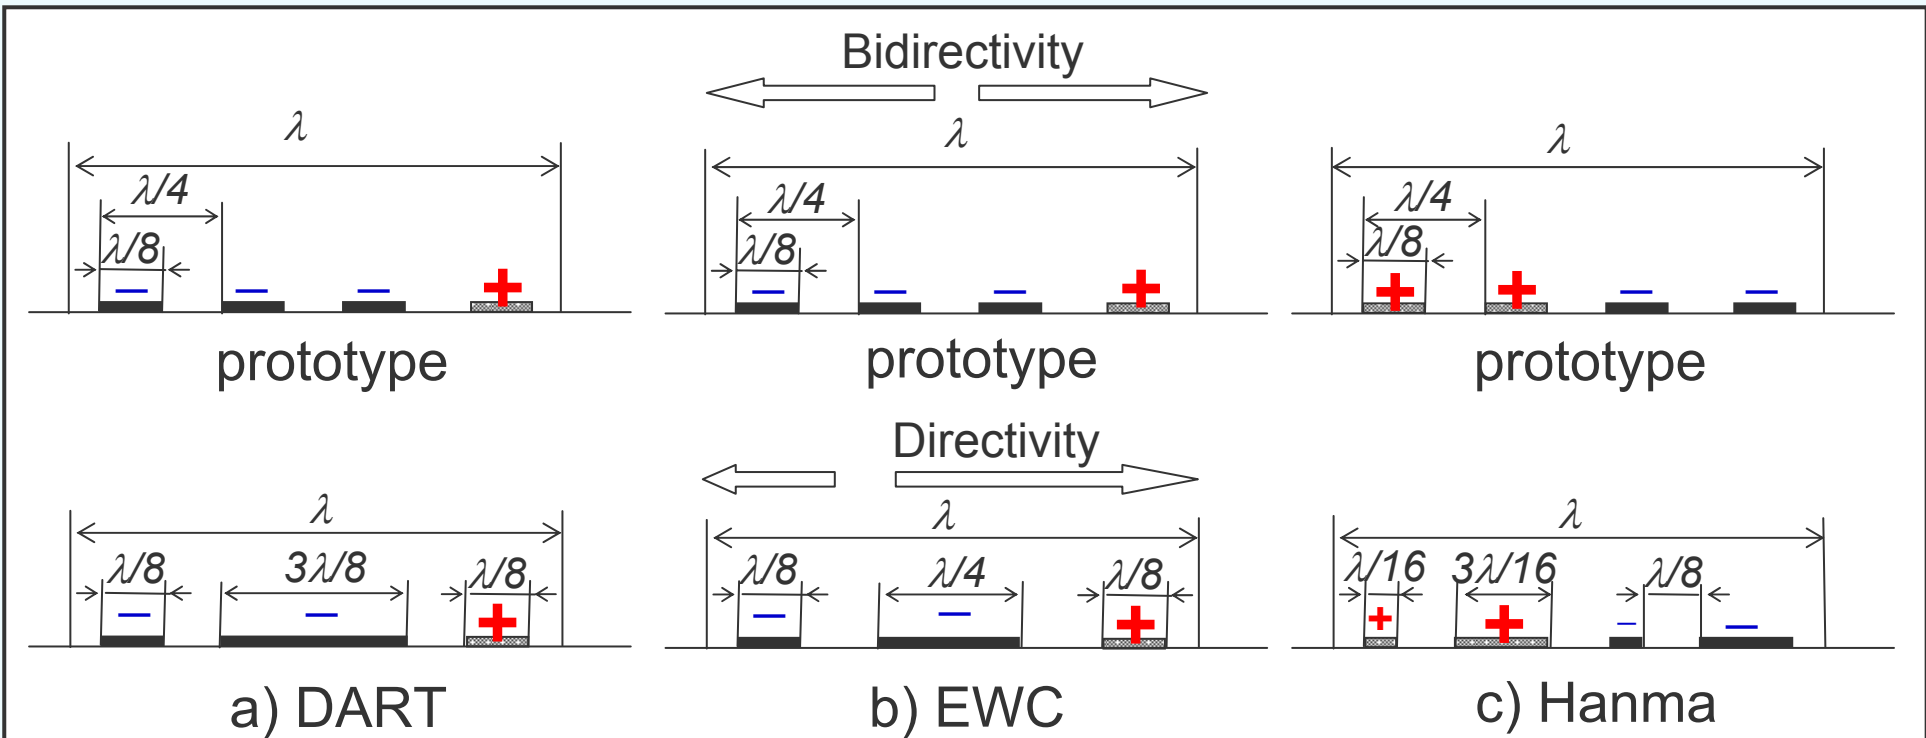 Bidirectivity
λ
λ
λ
λ/4
λ/4
λ/4
λ/8
λ/8
λ/8
− − − +
− − − +
+ + − −
prototype
prototype
prototype
Directivity
λ
λ
λ
λ/8 3λ/8 λ/8
λ/8 λ/4 λ/8
λ/16 3λ/16 λ/8
− − +
− − +
+ + − −
a) DART
b) EWC
c) Hanma